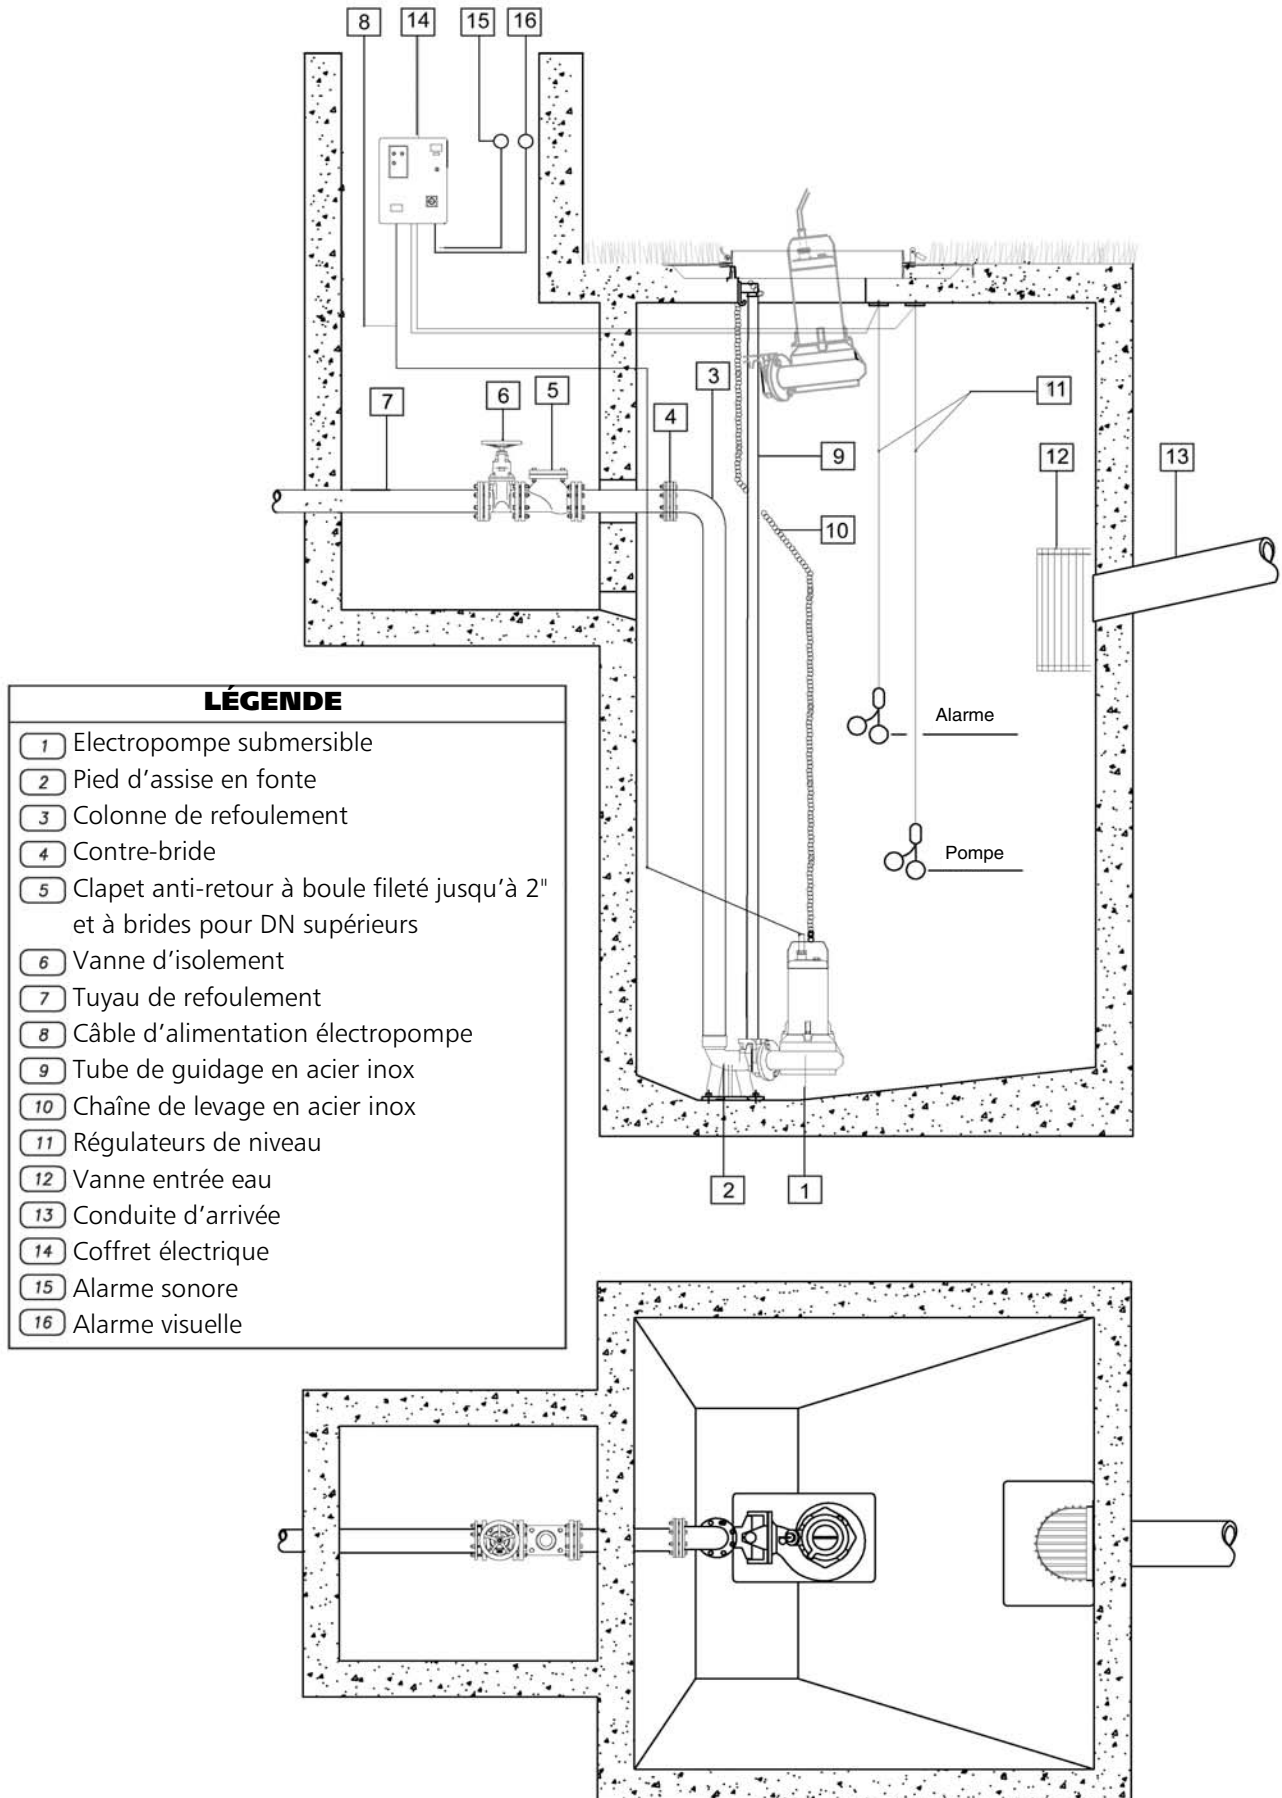 8 14 15 16
3
7 6 5 4 11
9 12 13
10
Alarme
Pompe
2 1
LÉGENDE
1 Electropompe submersible
2 Pied d’assise en fonte
3 Colonne de refoulement
4 Contre-bride
5 Clapet anti-retour à boule fileté jusqu’à 2"
et à brides pour DN supérieurs
6 Vanne d’isolement
7 Tuyau de refoulement
8 Câble d’alimentation électropompe
9 Tube de guidage en acier inox
10 Chaîne de levage en acier inox
11 Régulateurs de niveau
12 Vanne entrée eau
13 Conduite d’arrivée
14 Coffret électrique
15 Alarme sonore
16 Alarme visuelle